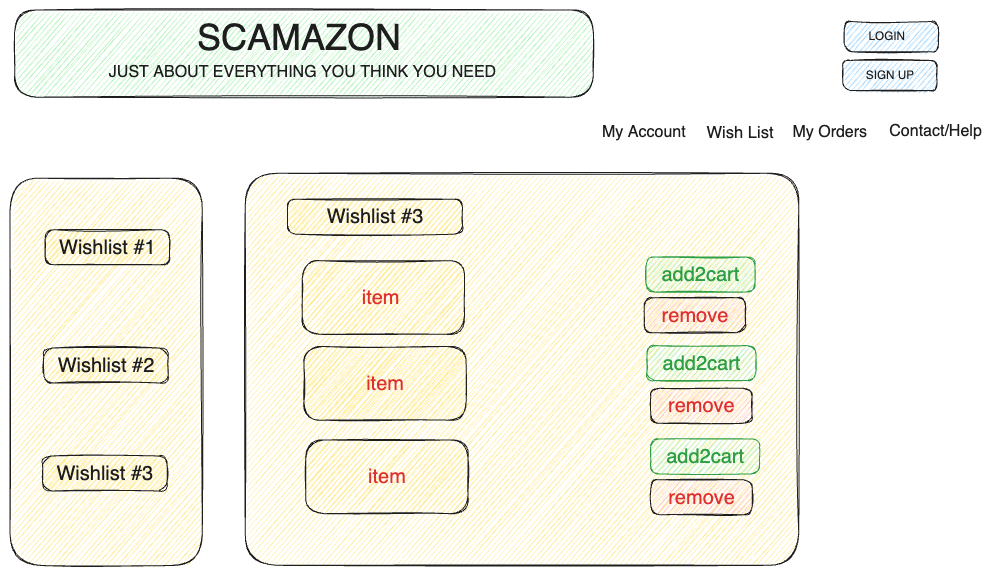 SCAMAZON
JUST ABOUT EVERYTHING YOU THINK YOU NEED
LOGIN
SIGN UP
My Account
Wish List
My Orders
Contact/Help
Wishlist #1
Wishlist #2
Wishlist #3
Wishlist #3
item
add2cart
remove
item
add2cart
remove
item
add2cart
remove